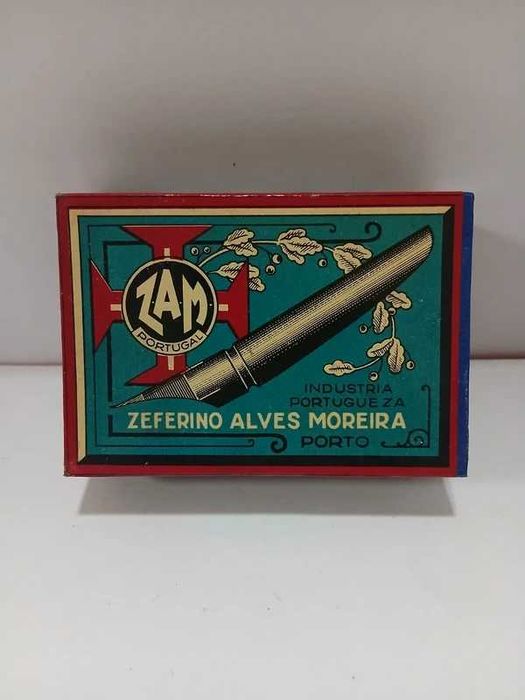 ZAM
PORTUGAL
INDUSTRIA
PORTUGUEZA
ZEFERINO ALVES MOREIRA
PORTO